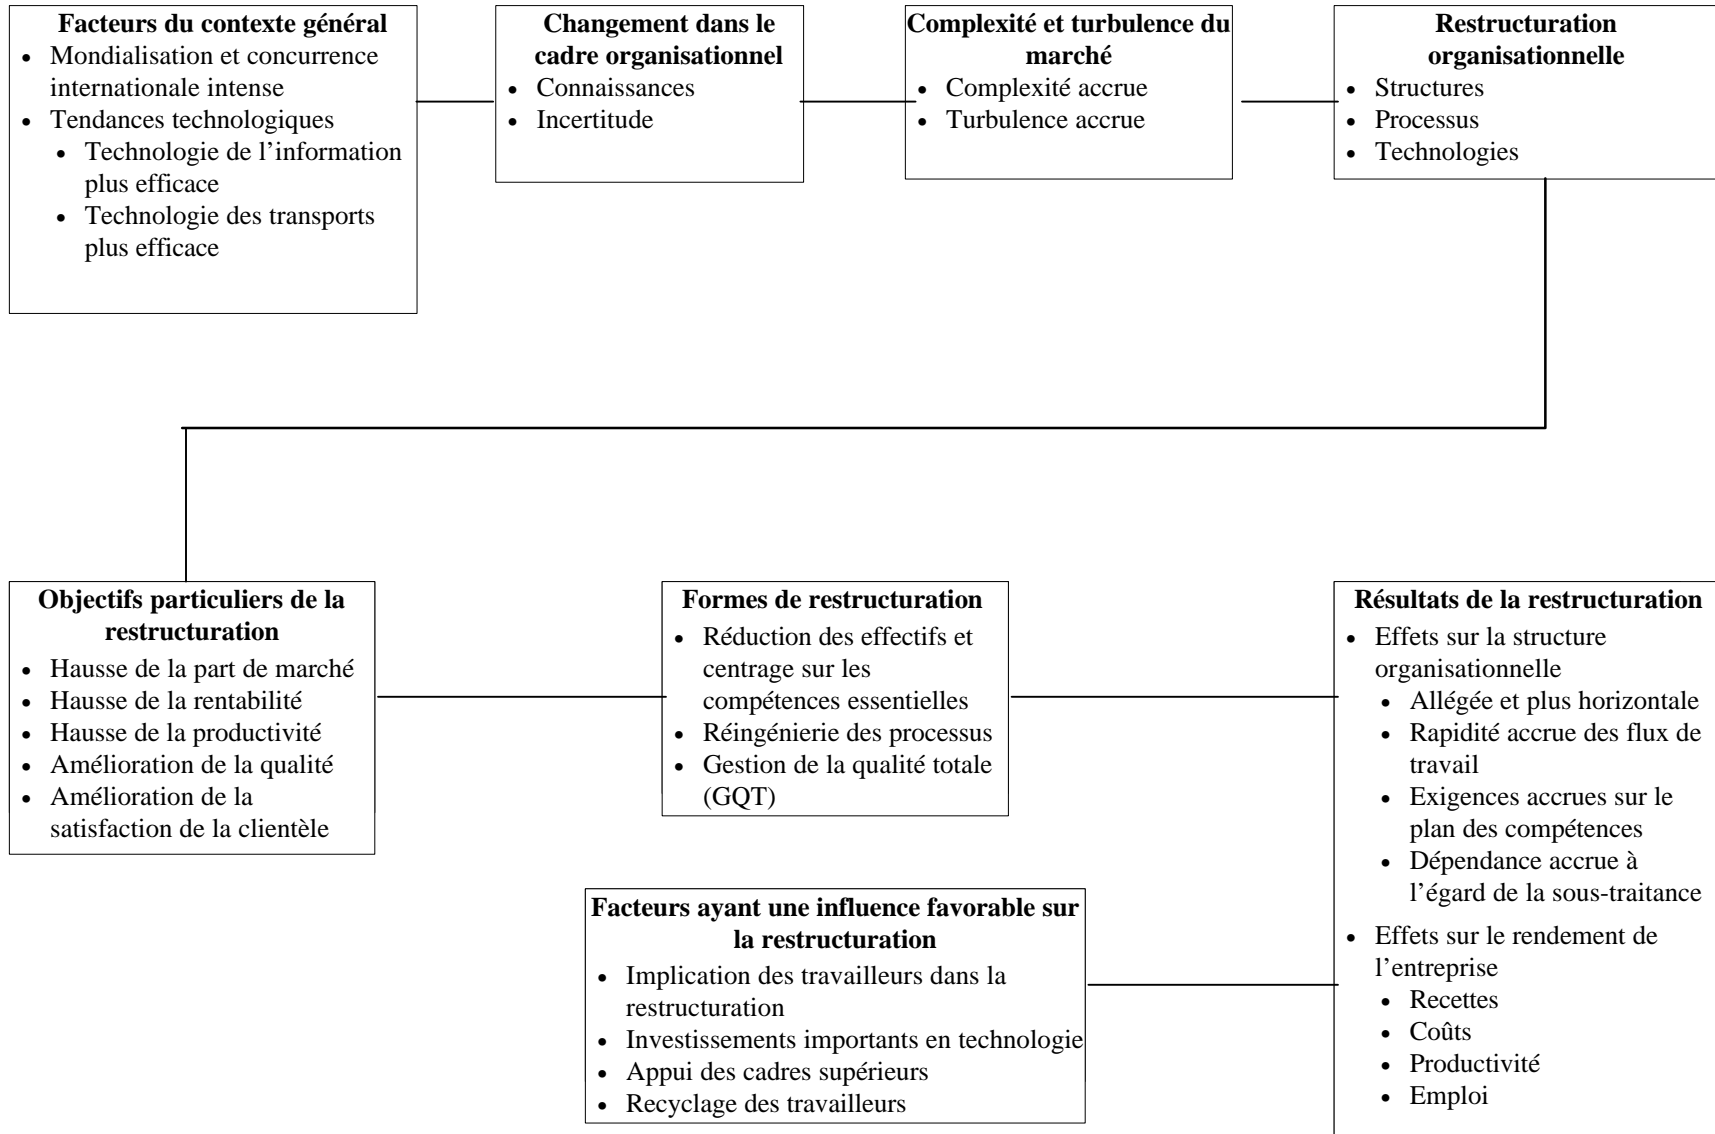 Facteurs du contexte général
• Mondialisation et concurrence
internationale intense
• Tendances technologiques
• Technologie de l’information
plus efficace
• Technologie des transports
plus efficace
Changement dans le
cadre organisationnel
• Connaissances
• Incertitude
Complexité et turbulence du
marché
• Complexité accrue
• Turbulence accrue
Restructuration
organisationnelle
• Structures
• Processus
• Technologies
Objectifs particuliers de la
restructuration
• Hausse de la part de marché
• Hausse de la rentabilité
• Hausse de la productivité
• Amélioration de la qualité
• Amélioration de la
satisfaction de la clientèle
Formes de restructuration
• Réduction des effectifs et
centrage sur les
compétences essentielles
• Réingénierie des processus
• Gestion de la qualité totale
(GQT)
Facteurs ayant une influence favorable sur
la restructuration
• Implication des travailleurs dans la
restructuration
• Investissements importants en technologie
• Appui des cadres supérieurs
• Recyclage des travailleurs
Résultats de la restructuration
• Effets sur la structure
organisationnelle
• Allégée et plus horizontale
• Rapidité accrue des flux de
travail
• Exigences accrues sur le
plan des compétences
• Dépendance accrue à
l’égard de la sous-traitance
• Effets sur le rendement de
l’entreprise
• Recettes
• Coûts
• Productivité
• Emploi